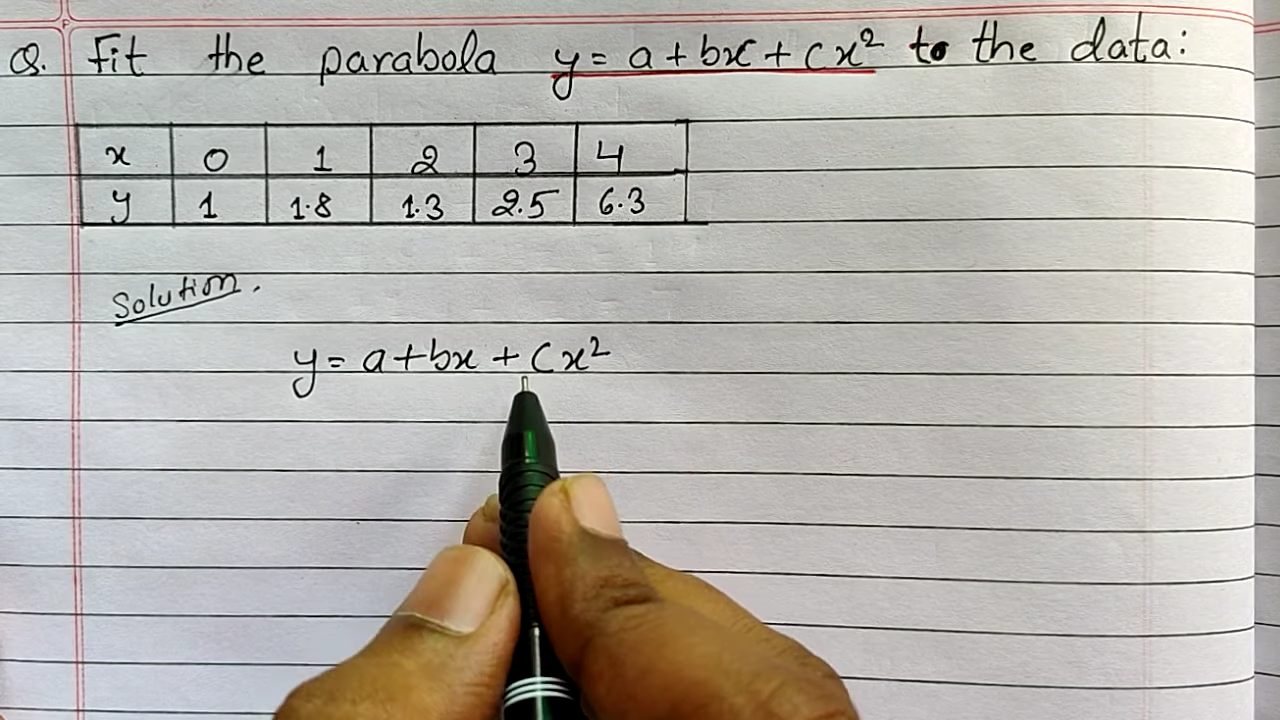 Q. Fit the parabola y = a + bx + cx² to the data:
x 0 1 2 3 4
y 1 1.8 1.3 2.5 6.3
Solution.
y = a + bx + cx²